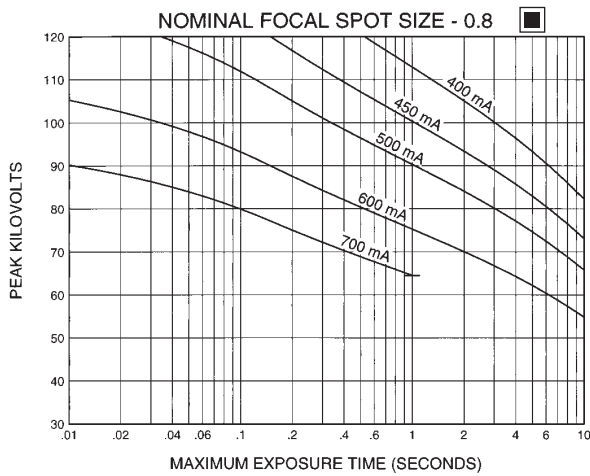 NOMINAL FOCAL SPOT SIZE - 0.8
120
110
100
90
80
70
60
50
40
30
PEAK KILOVOLTS
400 mA
450 mA
500 mA
600 mA
700 mA
.01 .02 .04 .06 .1 .2 .4 .6 1 2 4 6 10
MAXIMUM EXPOSURE TIME (SECONDS)